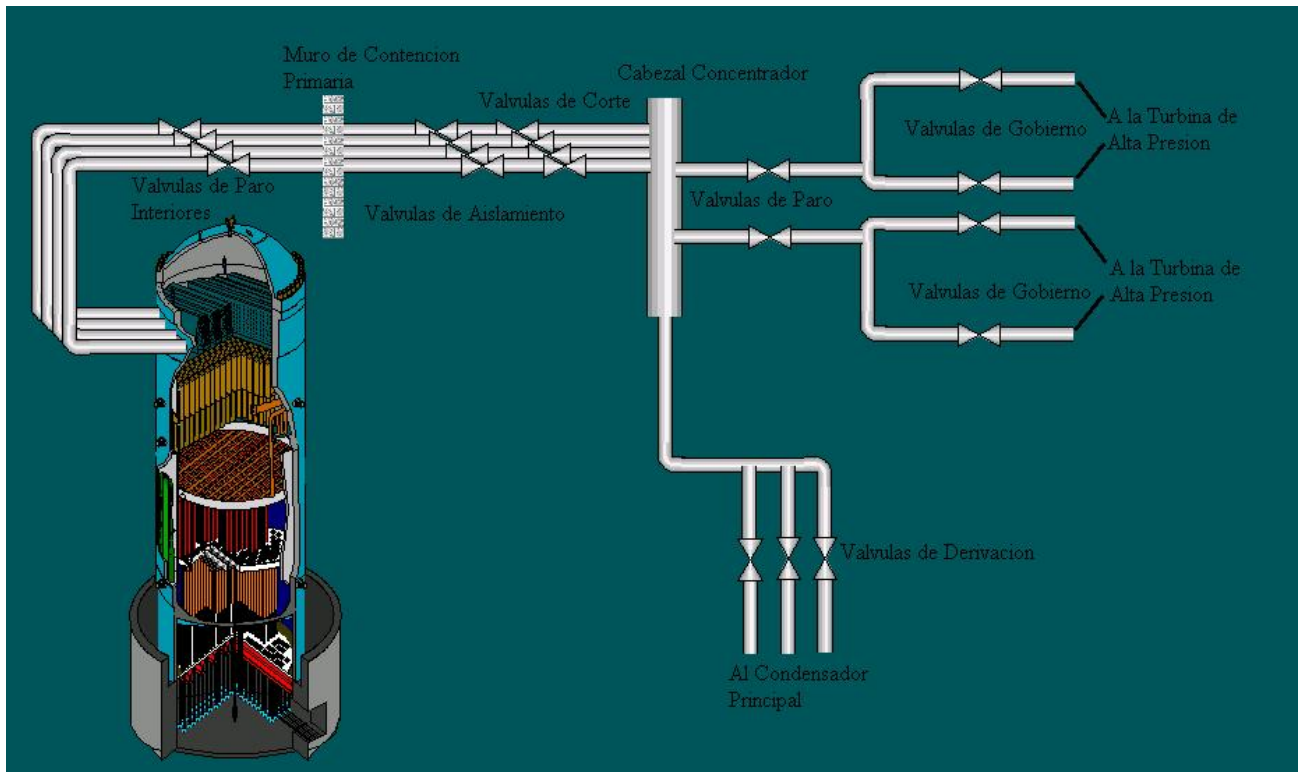 Muro de Contencion
Primaria
Cabezal Concentrador
Valvulas de Corte
Valvulas de Gobierno
A la Turbina de
Alta Presion
Valvulas de Paro
Interiores
Valvulas de Aislamiento
Valvulas de Paro
Valvulas de Gobierno
A la Turbina de
Alta Presion
Valvulas de Derivacion
Al Condensador
Principal